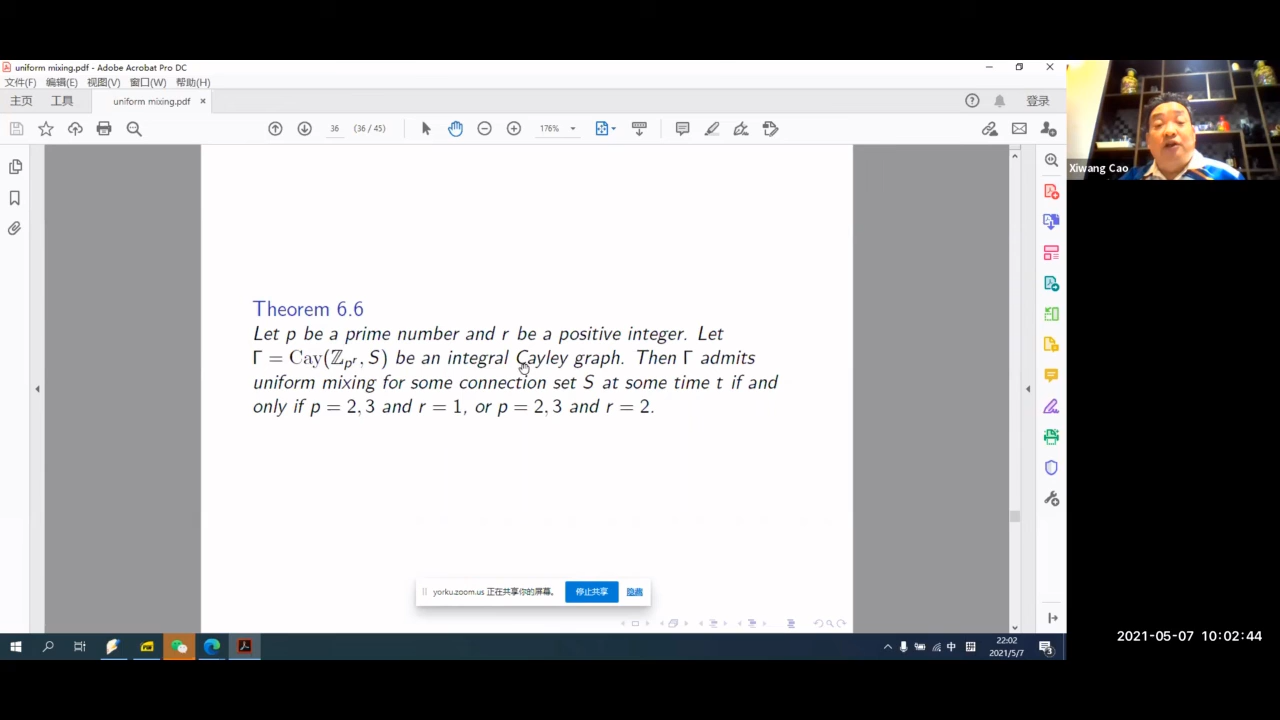 uniform mixing.pdf - Adobe Acrobat Pro DC
文件(F) 编辑(E) 视图(V) 窗口(W) 帮助(H)
主页 工具 uniform mixing.pdf × 登录
36 (36 / 45) 176%
Xiwang Cao
Theorem 6.6
Let p be a prime number and r be a positive integer. Let
Γ = Cay(ℤ_{p^r}, S) be an integral Cayley graph. Then Γ admits
uniform mixing for some connection set S at some time t if and
only if p = 2, 3 and r = 1, or p = 2, 3 and r = 2.
yorku.zoom.us 正在共享你的屏幕。 停止共享 隐藏
2021-05-07 10:02:44
中 拼 22:02
2021/5/7 3